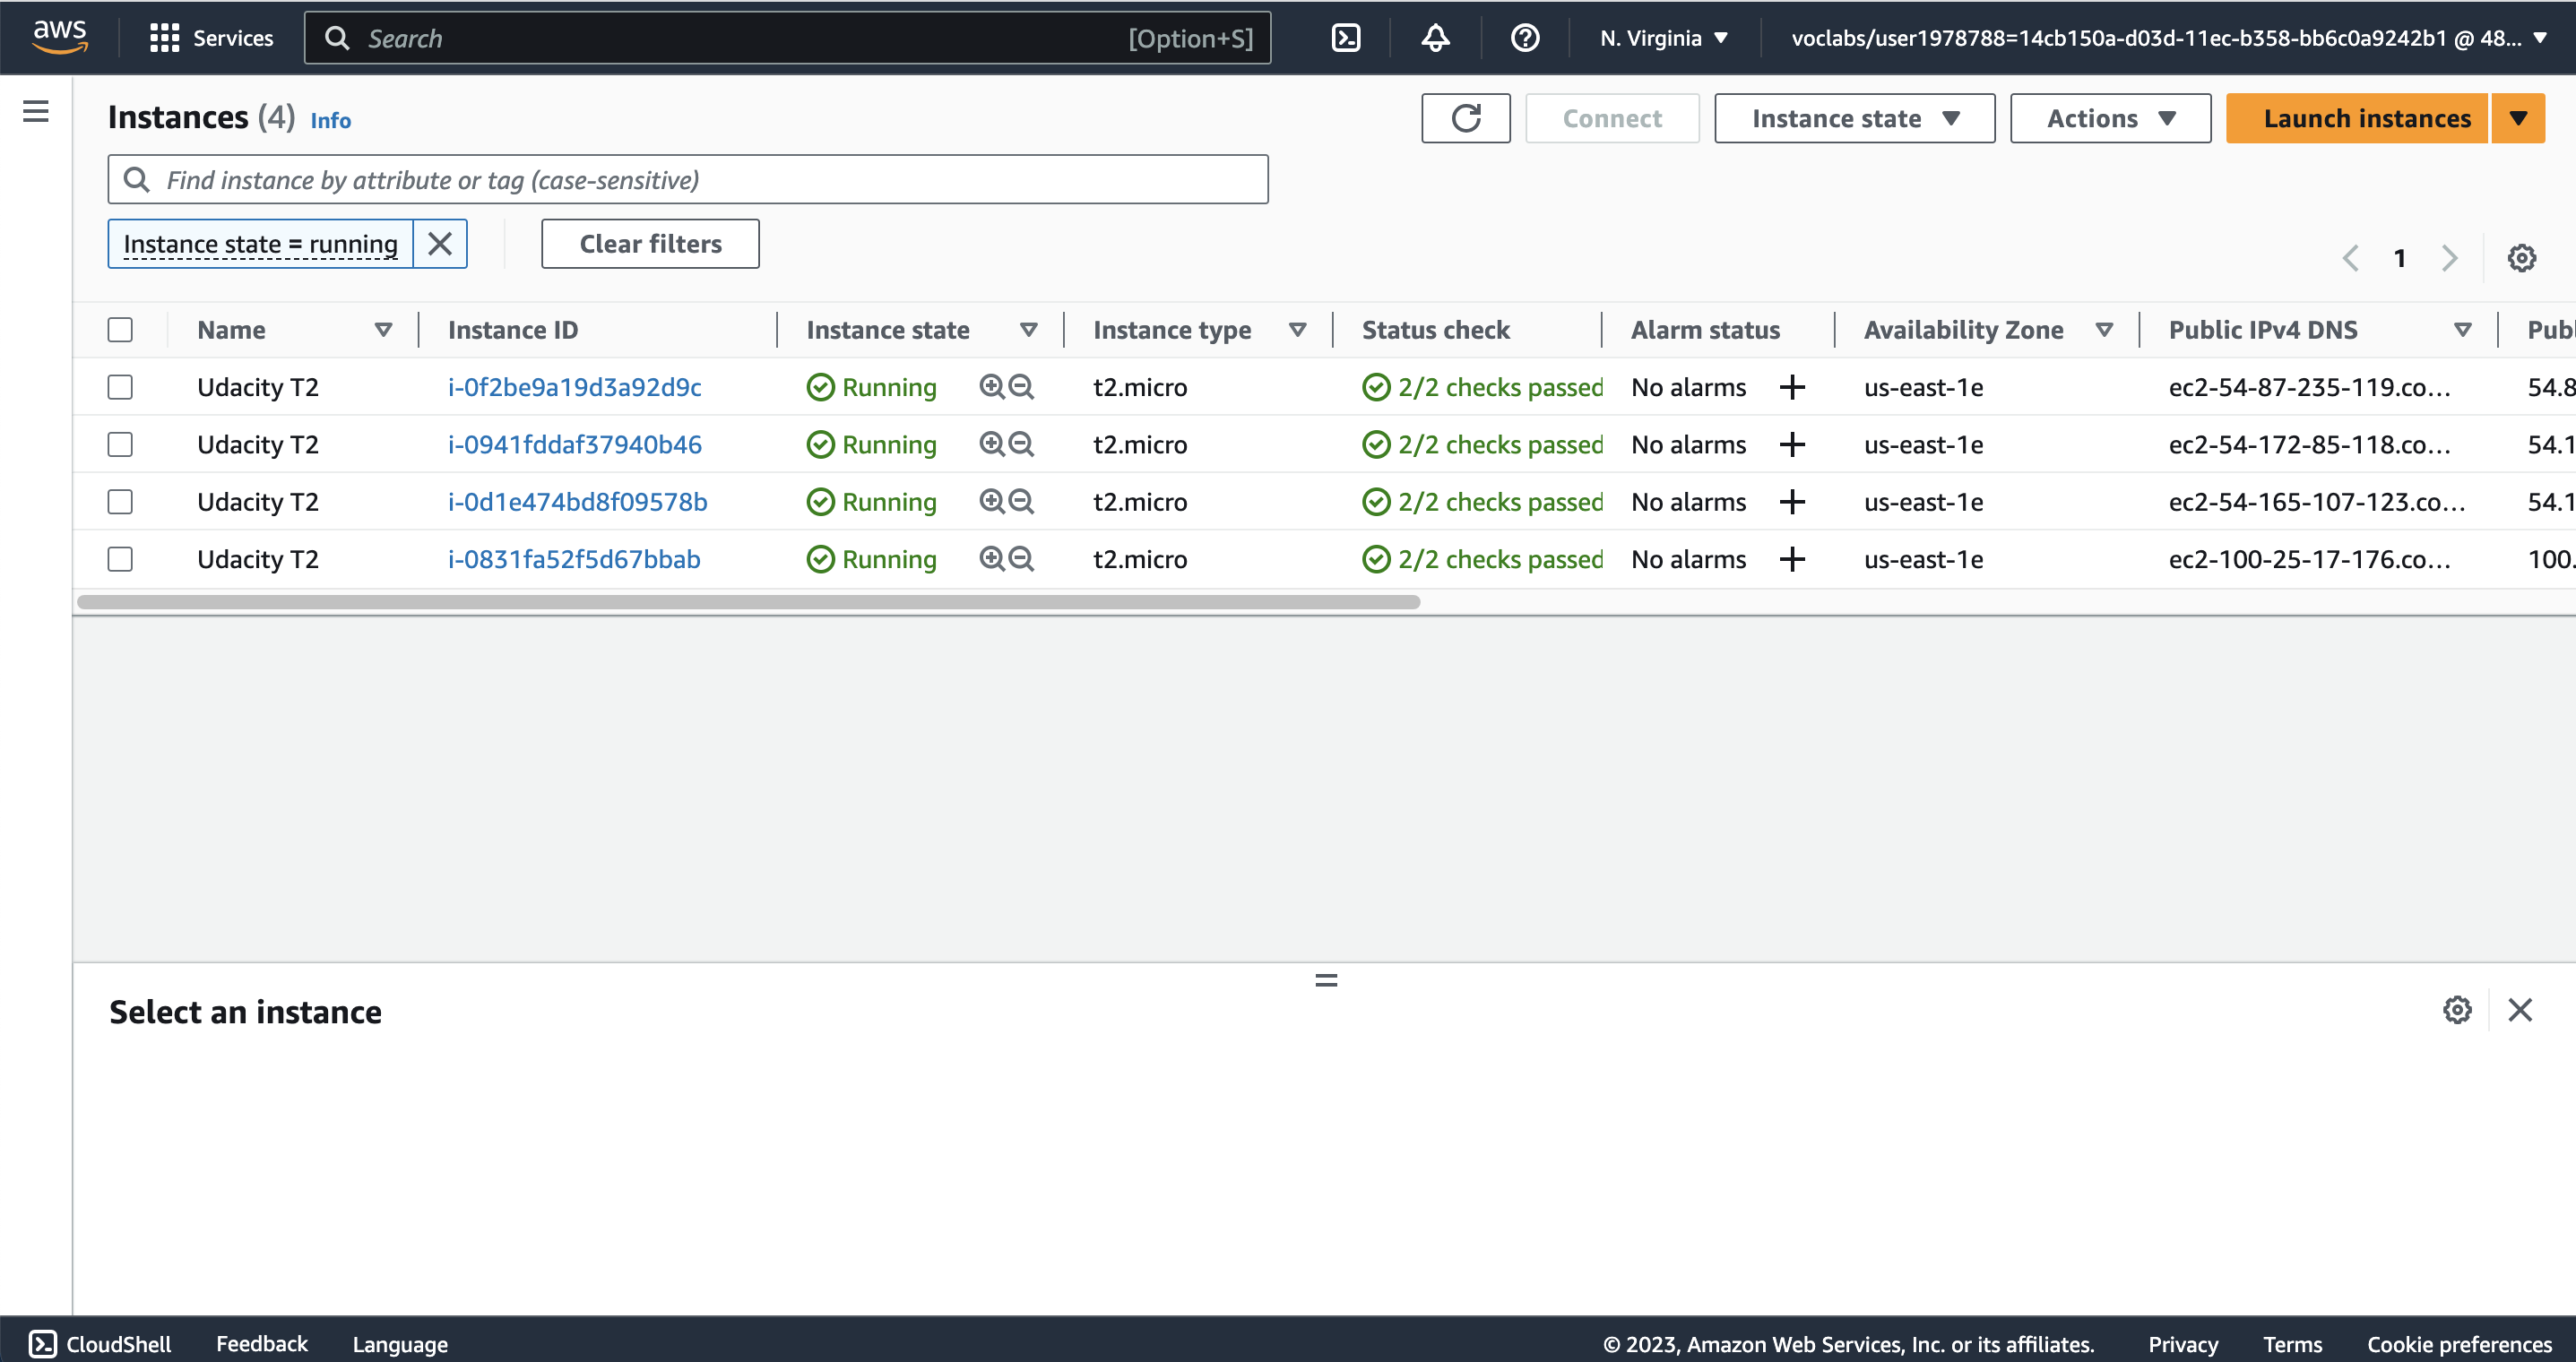 aws Services Search [Option+S] N. Virginia voclabs/user1978788=14cb150a-d03d-11ec-b358-bb6c0a9242b1 @ 48...
Instances (4) Info Connect Instance state Actions Launch instances
Find instance by attribute or tag (case-sensitive)
Instance state = running Clear filters 1
Name Instance ID Instance state Instance type Status check Alarm status Availability Zone Public IPv4 DNS Publ
Udacity T2 i-0f2be9a19d3a92d9c Running t2.micro 2/2 checks passed No alarms us-east-1e ec2-54-87-235-119.co... 54.8
Udacity T2 i-0941fddaf37940b46 Running t2.micro 2/2 checks passed No alarms us-east-1e ec2-54-172-85-118.co... 54.1
Udacity T2 i-0d1e474bd8f09578b Running t2.micro 2/2 checks passed No alarms us-east-1e ec2-54-165-107-123.co... 54.1
Udacity T2 i-0831fa52f5d67bbab Running t2.micro 2/2 checks passed No alarms us-east-1e ec2-100-25-17-176.co... 100.
Select an instance
CloudShell Feedback Language © 2023, Amazon Web Services, Inc. or its affiliates. Privacy Terms Cookie preferences